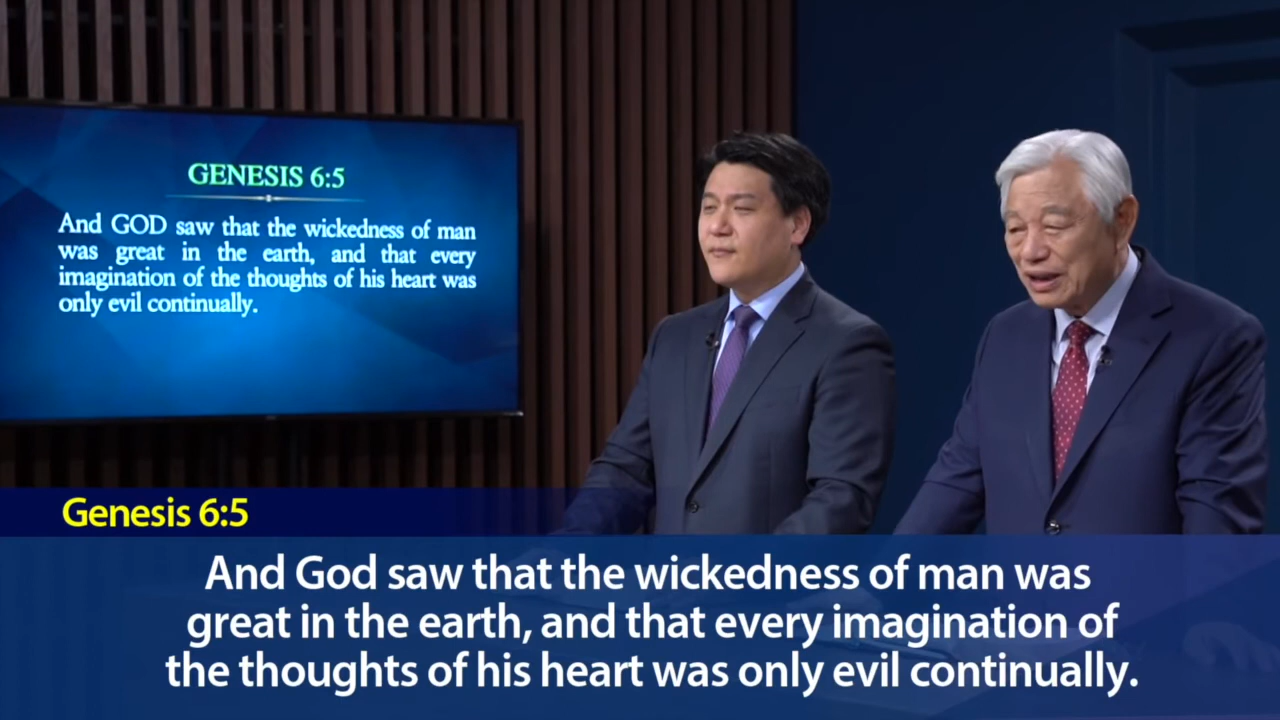 GENESIS 6:5
And GOD saw that the wickedness of man
was great in the earth, and that every
imagination of the thoughts of his heart was
only evil continually.
Genesis 6:5
And God saw that the wickedness of man was
great in the earth, and that every imagination of
the thoughts of his heart was only evil continually.